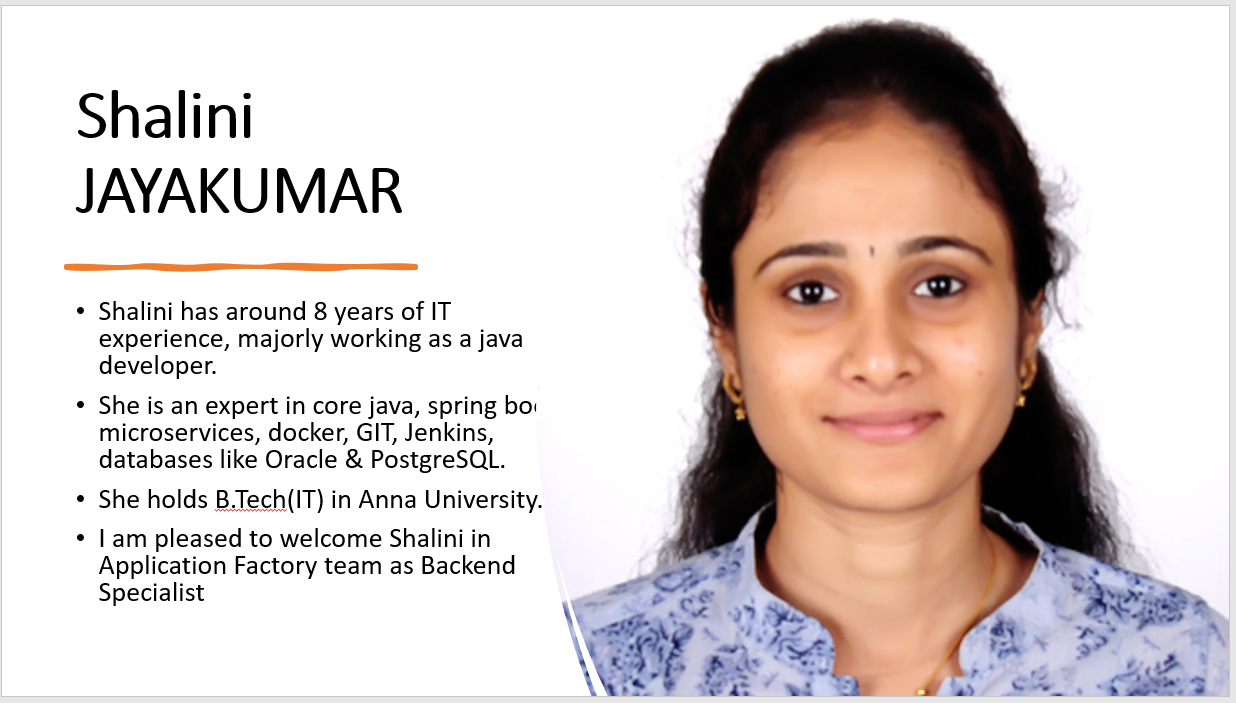 Shalini
JAYAKUMAR
• Shalini has around 8 years of IT
experience, majorly working as a java
developer.
• She is an expert in core java, spring
microservices, docker, GIT, Jenkins,
databases like Oracle & PostgreSQL.
• She holds B.Tech(IT) in Anna University.
• I am pleased to welcome Shalini in
Application Factory team as Backend
Specialist